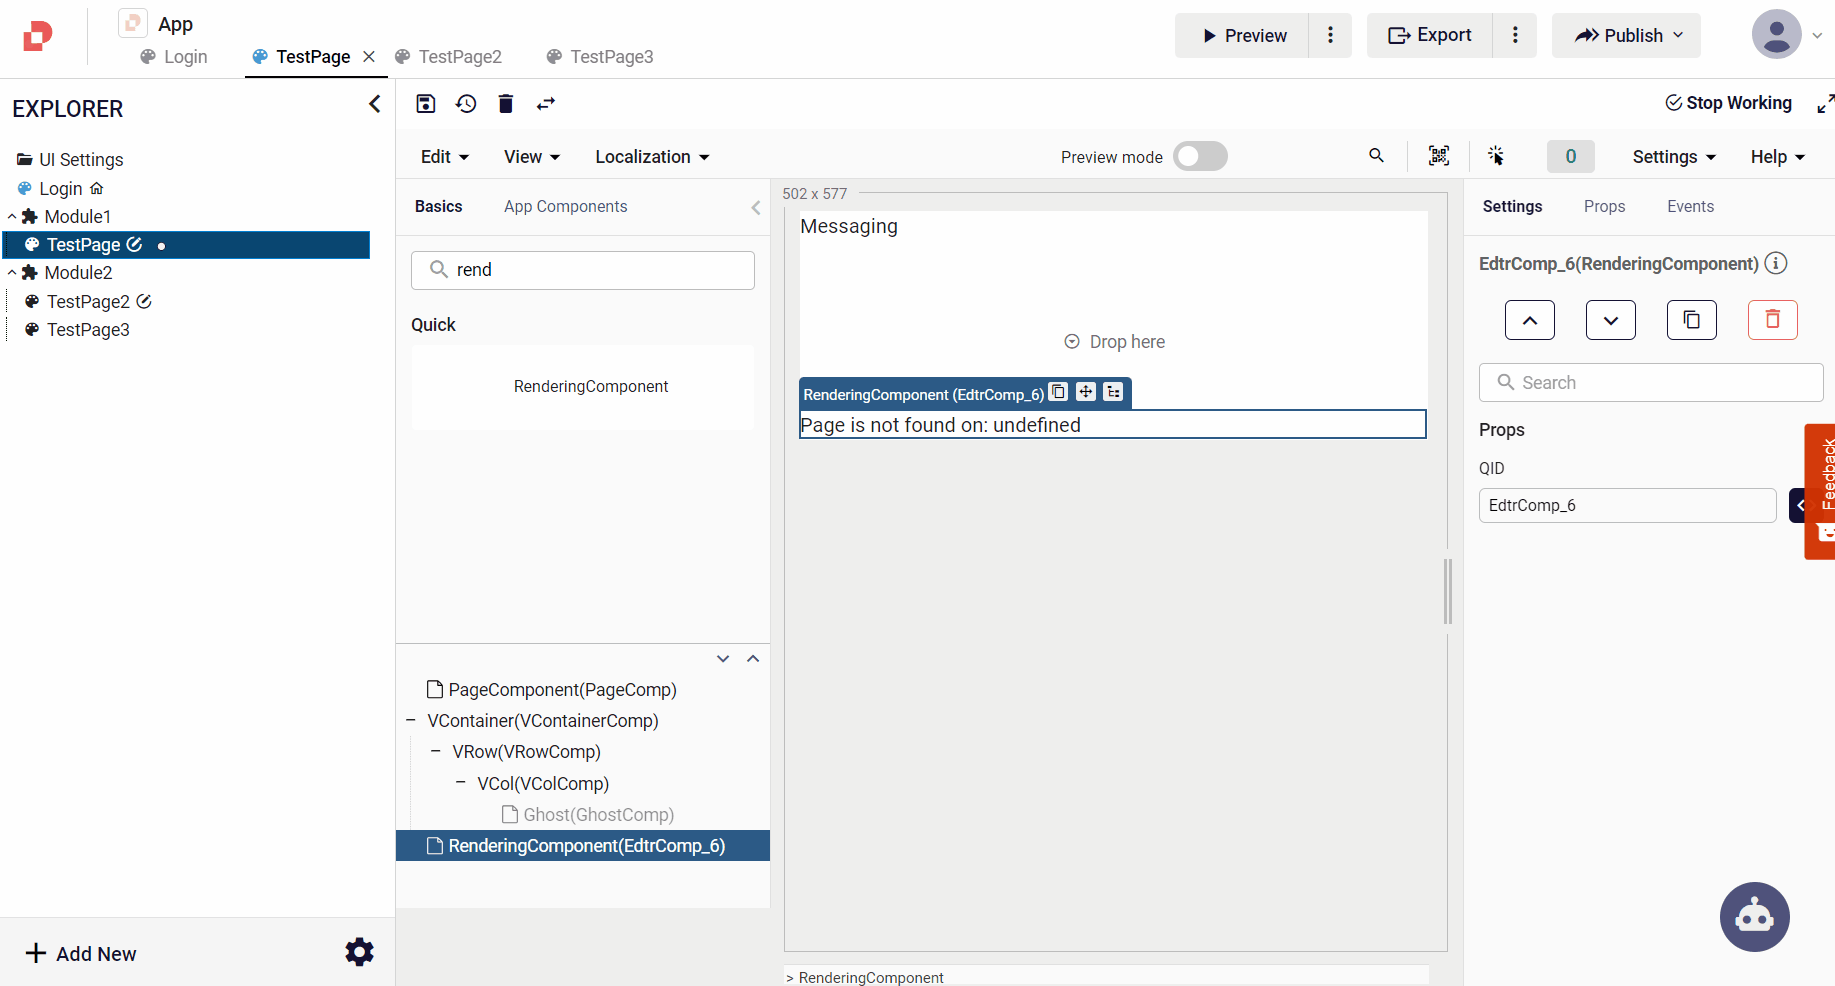 App
Login
TestPage
TestPage2
TestPage3
Preview
Export
Publish
EXPLORER
UI Settings
Login
Module1
TestPage
Module2
TestPage2
TestPage3
Add New
Stop Working
Edit
View
Localization
Preview mode
0
Settings
Help
Basics
App Components
rend
Quick
RenderingComponent
PageComponent(PageComp)
VContainer(VContainerComp)
VRow(VRowComp)
VCol(VColComp)
Ghost(GhostComp)
RenderingComponent(EdtrComp_6)
502 x 577
Messaging
Drop here
RenderingComponent (EdtrComp_6)
Page is not found on: undefined
> RenderingComponent
Settings
Props
Events
EdtrComp_6(RenderingComponent)
Search
Props
QID
EdtrComp_6
Feedback